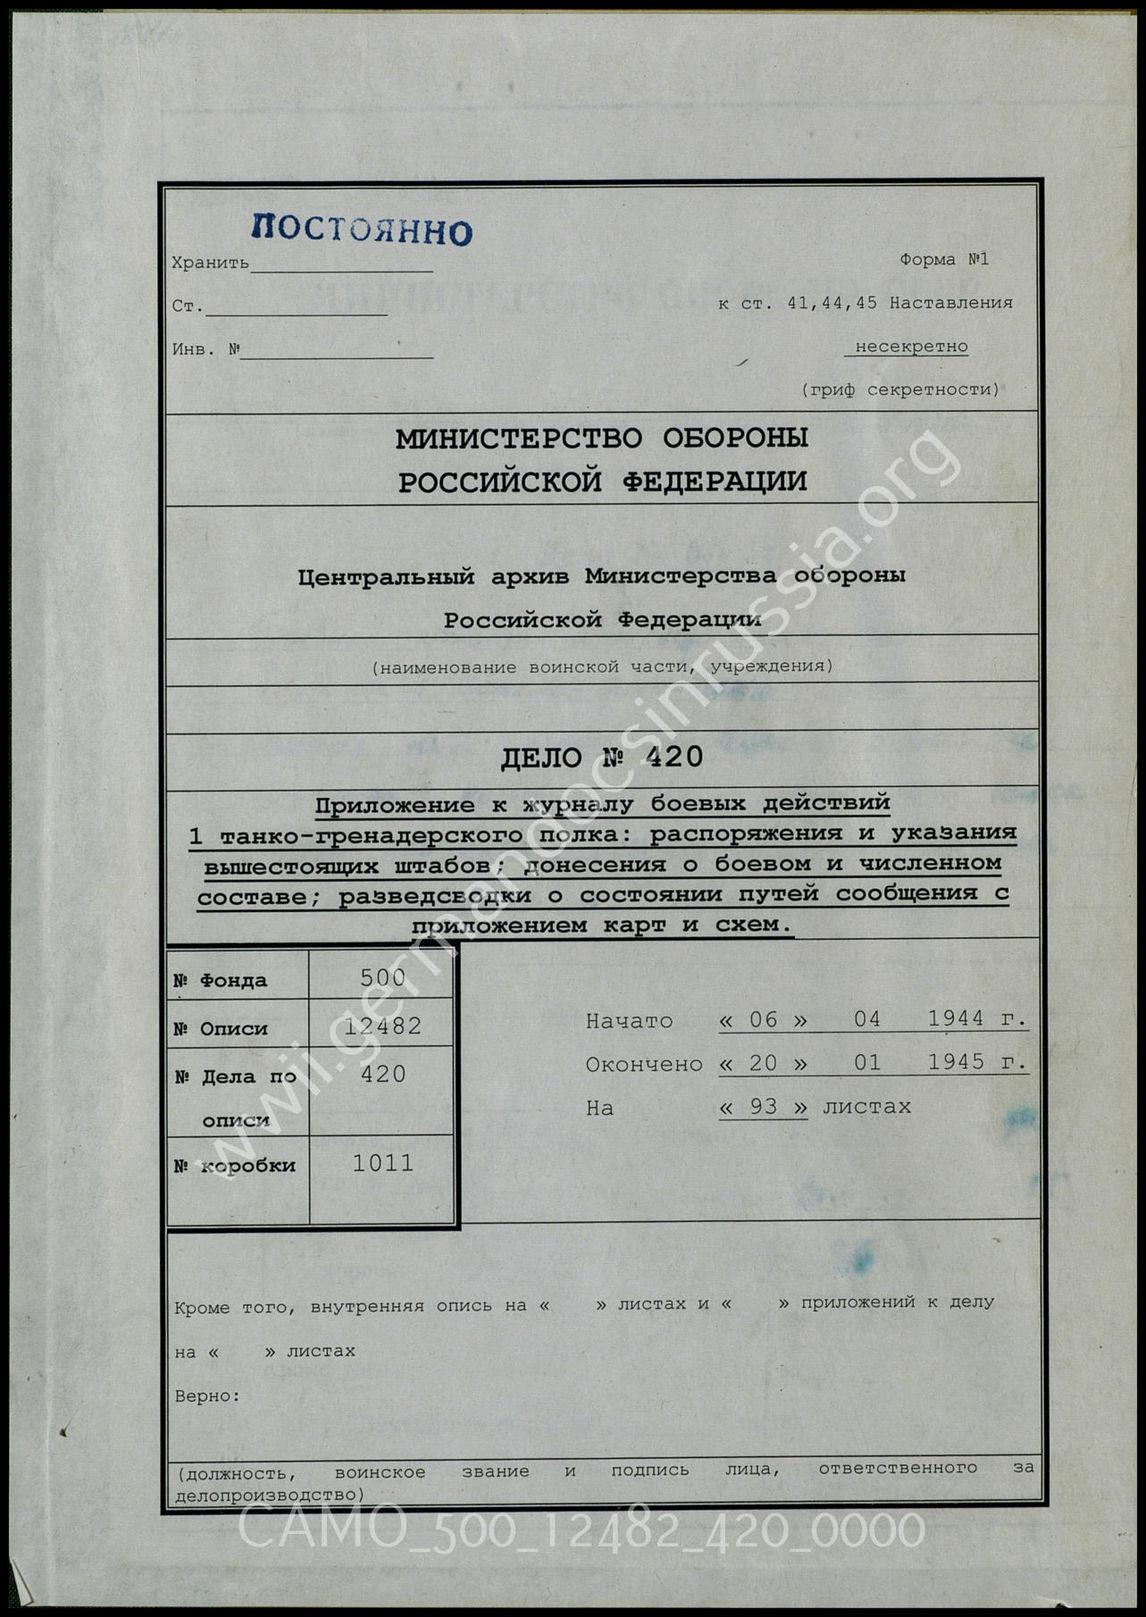 ПОСТОЯННО
Хранить
Форма №1
Ст.
к ст. 41,44,45 Наставления
Инв. №
несекретно
(гриф секретности)
МИНИСТЕРСТВО ОБОРОНЫ
РОССИЙСКОЙ ФЕДЕРАЦИИ
Центральный архив Министерства обороны
Российской Федерации
(наименование воинской части, учреждения)
ДЕЛО № 420
Приложение к журналу боевых действий
1 танко-гренадерского полка: распоряжения и указания
вышестоящих штабов; донесения о боевом и численном
составе; разведсводки о состоянии путей сообщения с
приложением карт и схем.
№ Фонда 500
№ Описи 12482
№ Дела по 420
описи
№ коробки 1011
Начато « 06 » 04 1944 г.
Окончено « 20 » 01 1945 г.
На « 93 » листах
Кроме того, внутренняя опись на « » листах и « » приложений к делу
на « » листах
Верно:
(должность, воинское звание и подпись лица, ответственного за
делопроизводство)
wwii.germandocsinrussia.org
CAMO_500_12482_420_0000